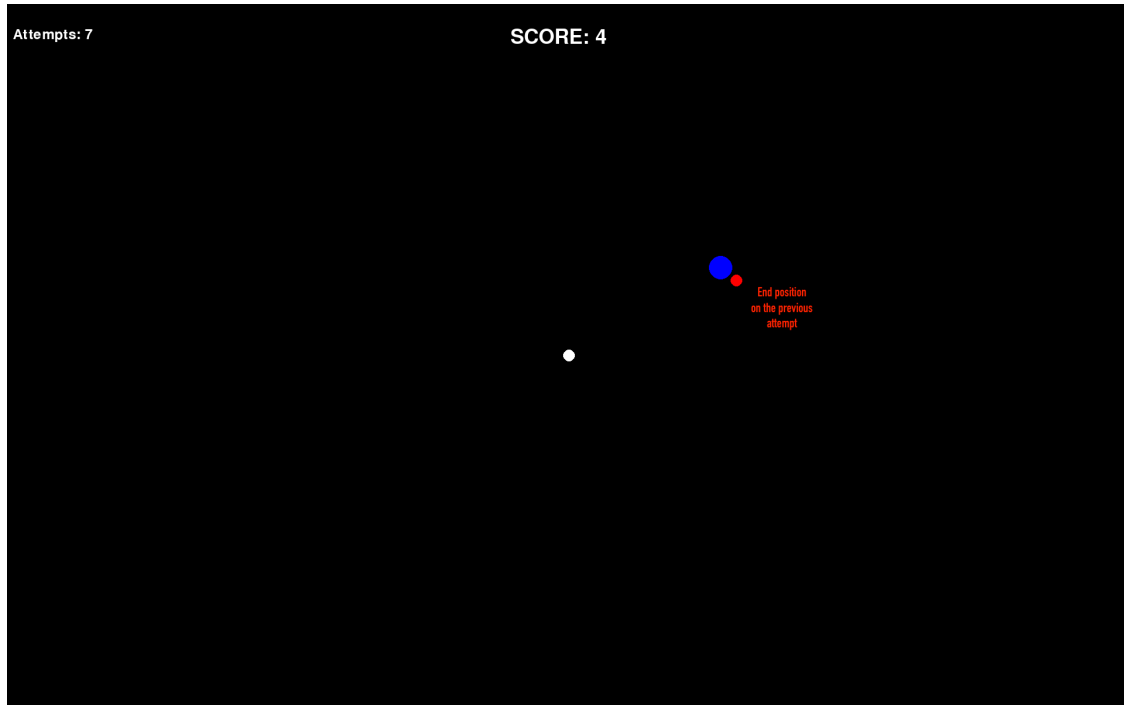 Attempts: 7
SCORE: 4
End position
on the previous
attempt